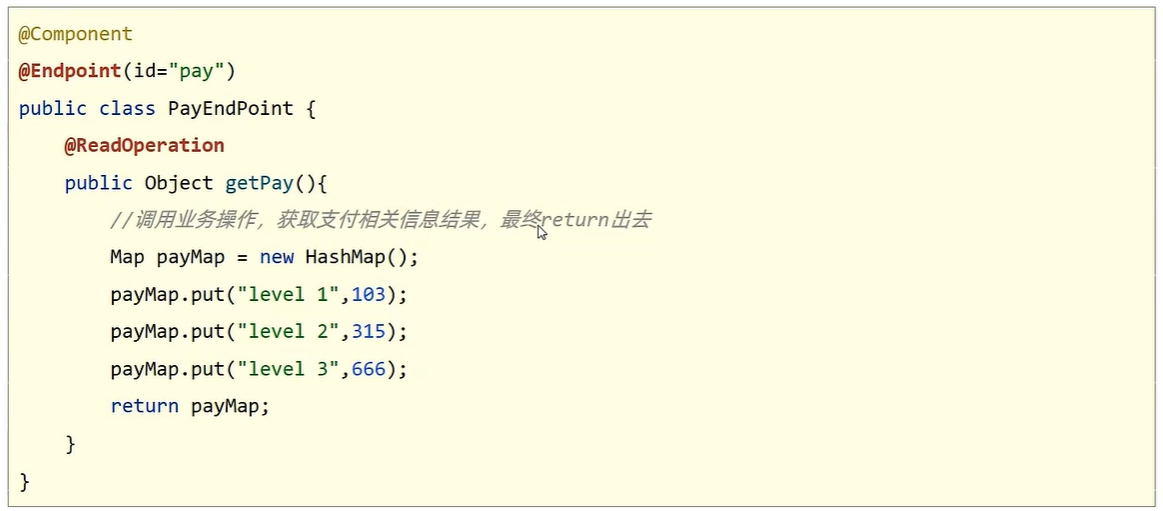 @Component
@Endpoint(id="pay")
public class PayEndPoint {
    @ReadOperation
    public Object getPay(){
        //调用业务操作，获取支付相关信息结果，最终return出去
        Map payMap = new HashMap();
        payMap.put("level 1",103);
        payMap.put("level 2",315);
        payMap.put("level 3",666);
        return payMap;
    }
}